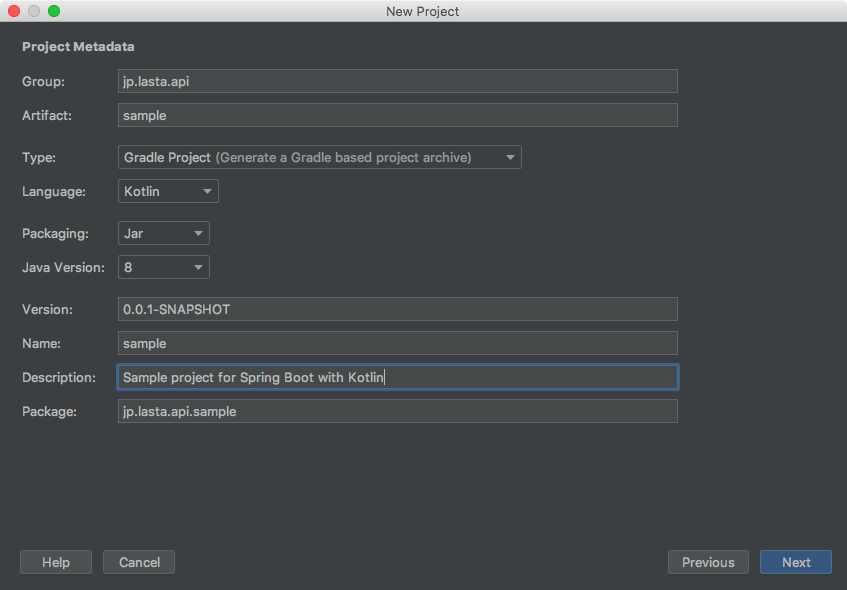 New Project
Project Metadata
Group: jp.lasta.api
Artifact: sample
Type: Gradle Project (Generate a Gradle based project archive)
Language: Kotlin
Packaging: Jar
Java Version: 8
Version: 0.0.1-SNAPSHOT
Name: sample
Description: Sample project for Spring Boot with Kotlin
Package: jp.lasta.api.sample
Help Cancel Previous Next